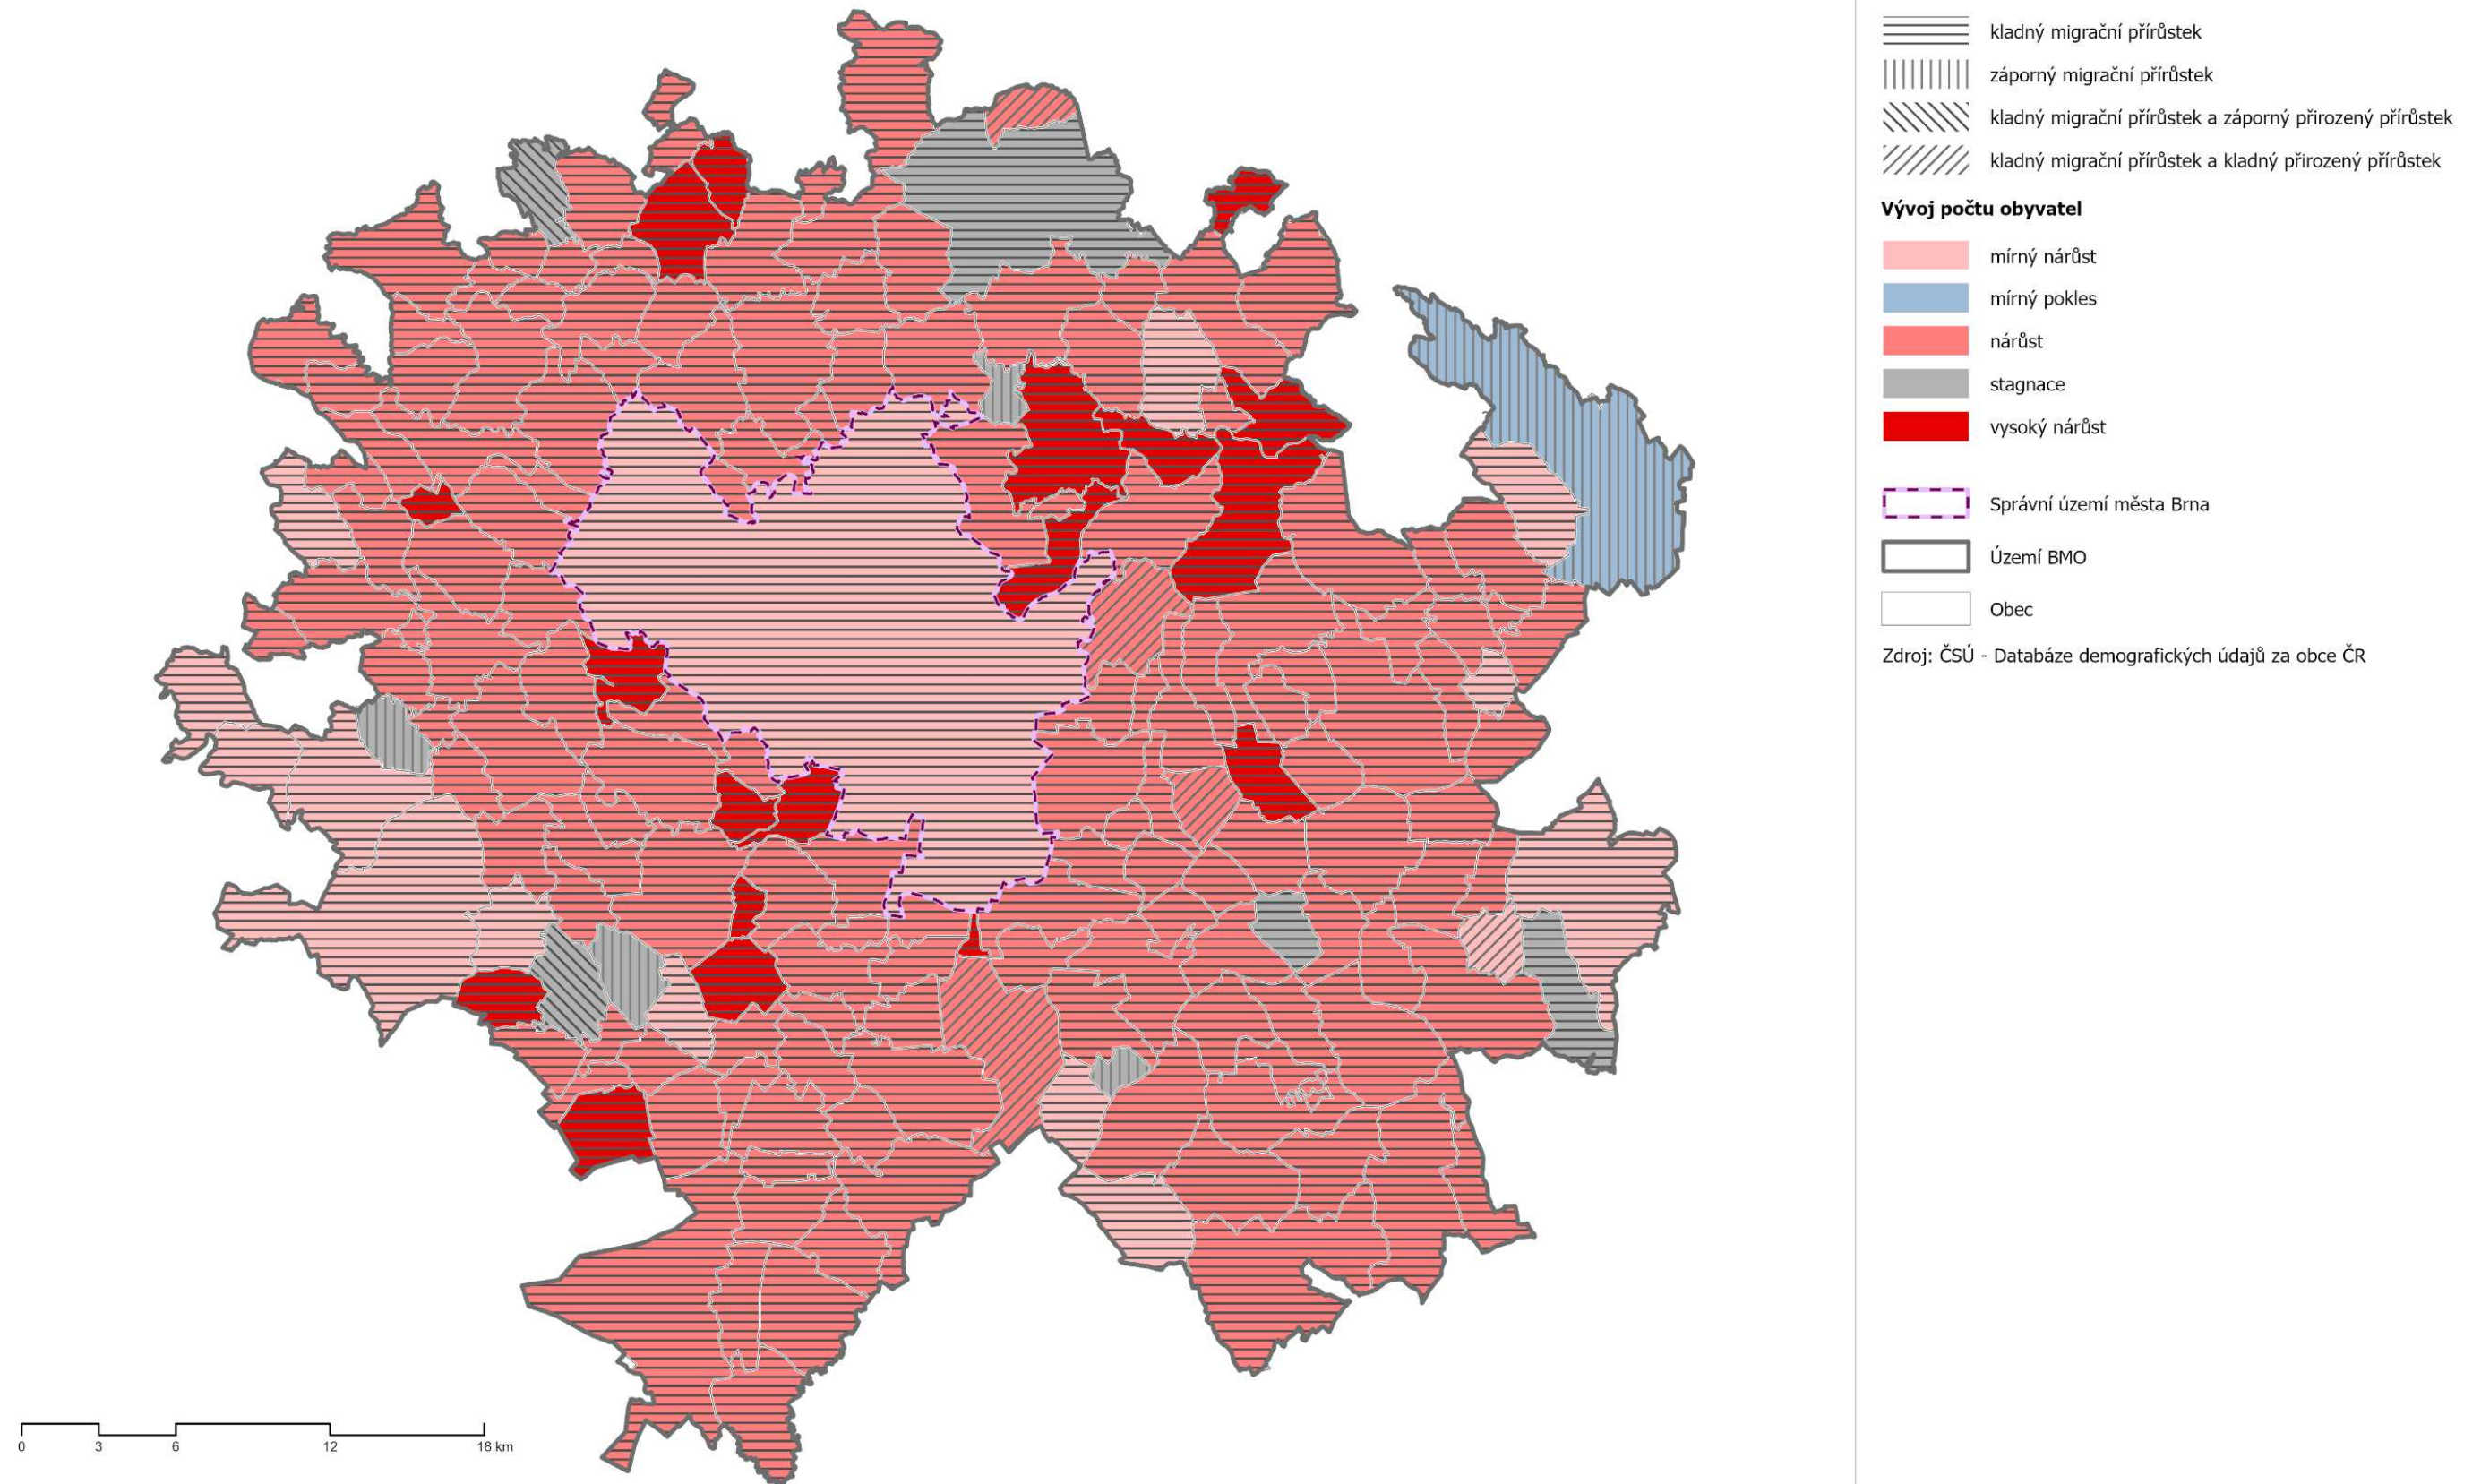 kladný migrační přírůstek
záporný migrační přírůstek
kladný migrační přírůstek a záporný přirozený přírůstek
kladný migrační přírůstek a kladný přirozený přírůstek
Vývoj počtu obyvatel
mírný nárůst
mírný pokles
nárůst
stagnace
vysoký nárůst
Správní území města Brna
Území BMO
Obec
Zdroj: ČSÚ - Databáze demografických údajů za obce ČR
0 3 6 12 18 km